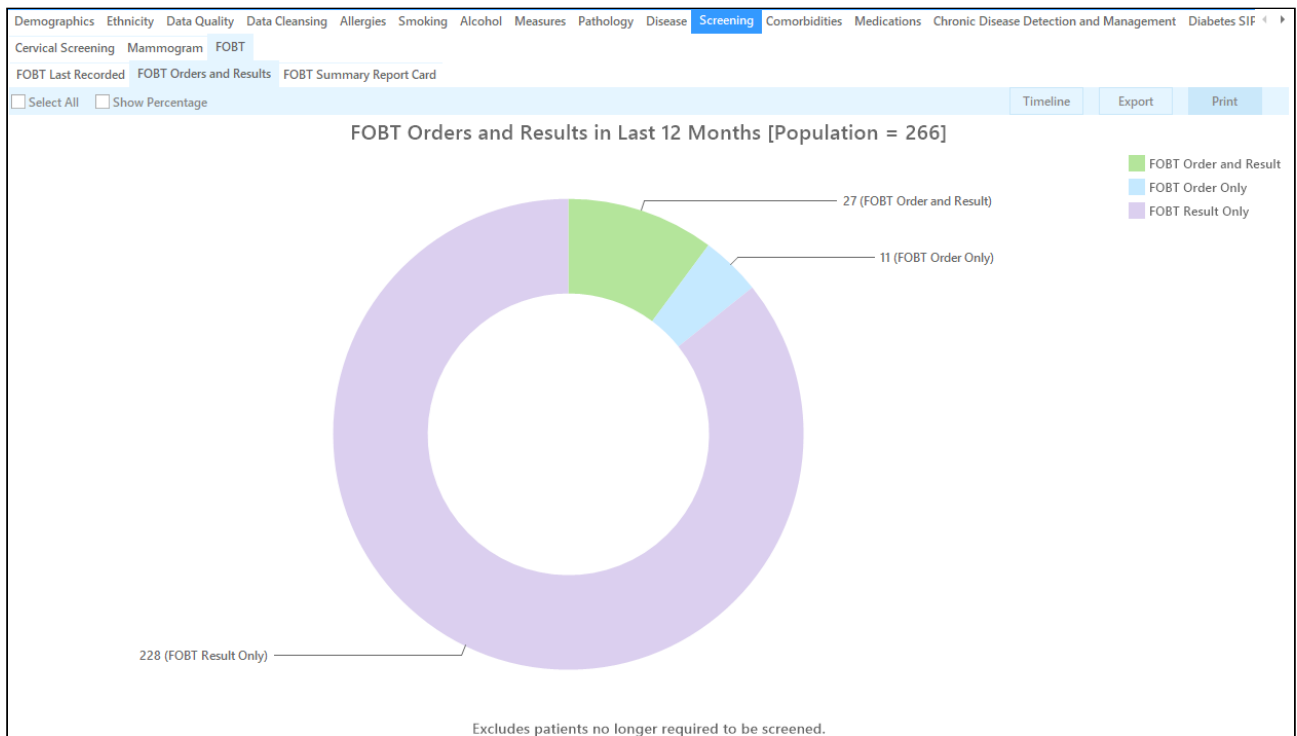 Demographics Ethnicity Data Quality Data Cleansing Allergies Smoking Alcohol Measures Pathology Disease Screening Comorbidities Medications Chronic Disease Detection and Management Diabetes SIP
Cervical Screening Mammogram FOBT
FOBT Last Recorded FOBT Orders and Results FOBT Summary Report Card
Select All Show Percentage Timeline Export Print
FOBT Orders and Results in Last 12 Months [Population = 266]
FOBT Order and Result
FOBT Order Only
FOBT Result Only
27 (FOBT Order and Result)
11 (FOBT Order Only)
228 (FOBT Result Only)
Excludes patients no longer required to be screened.